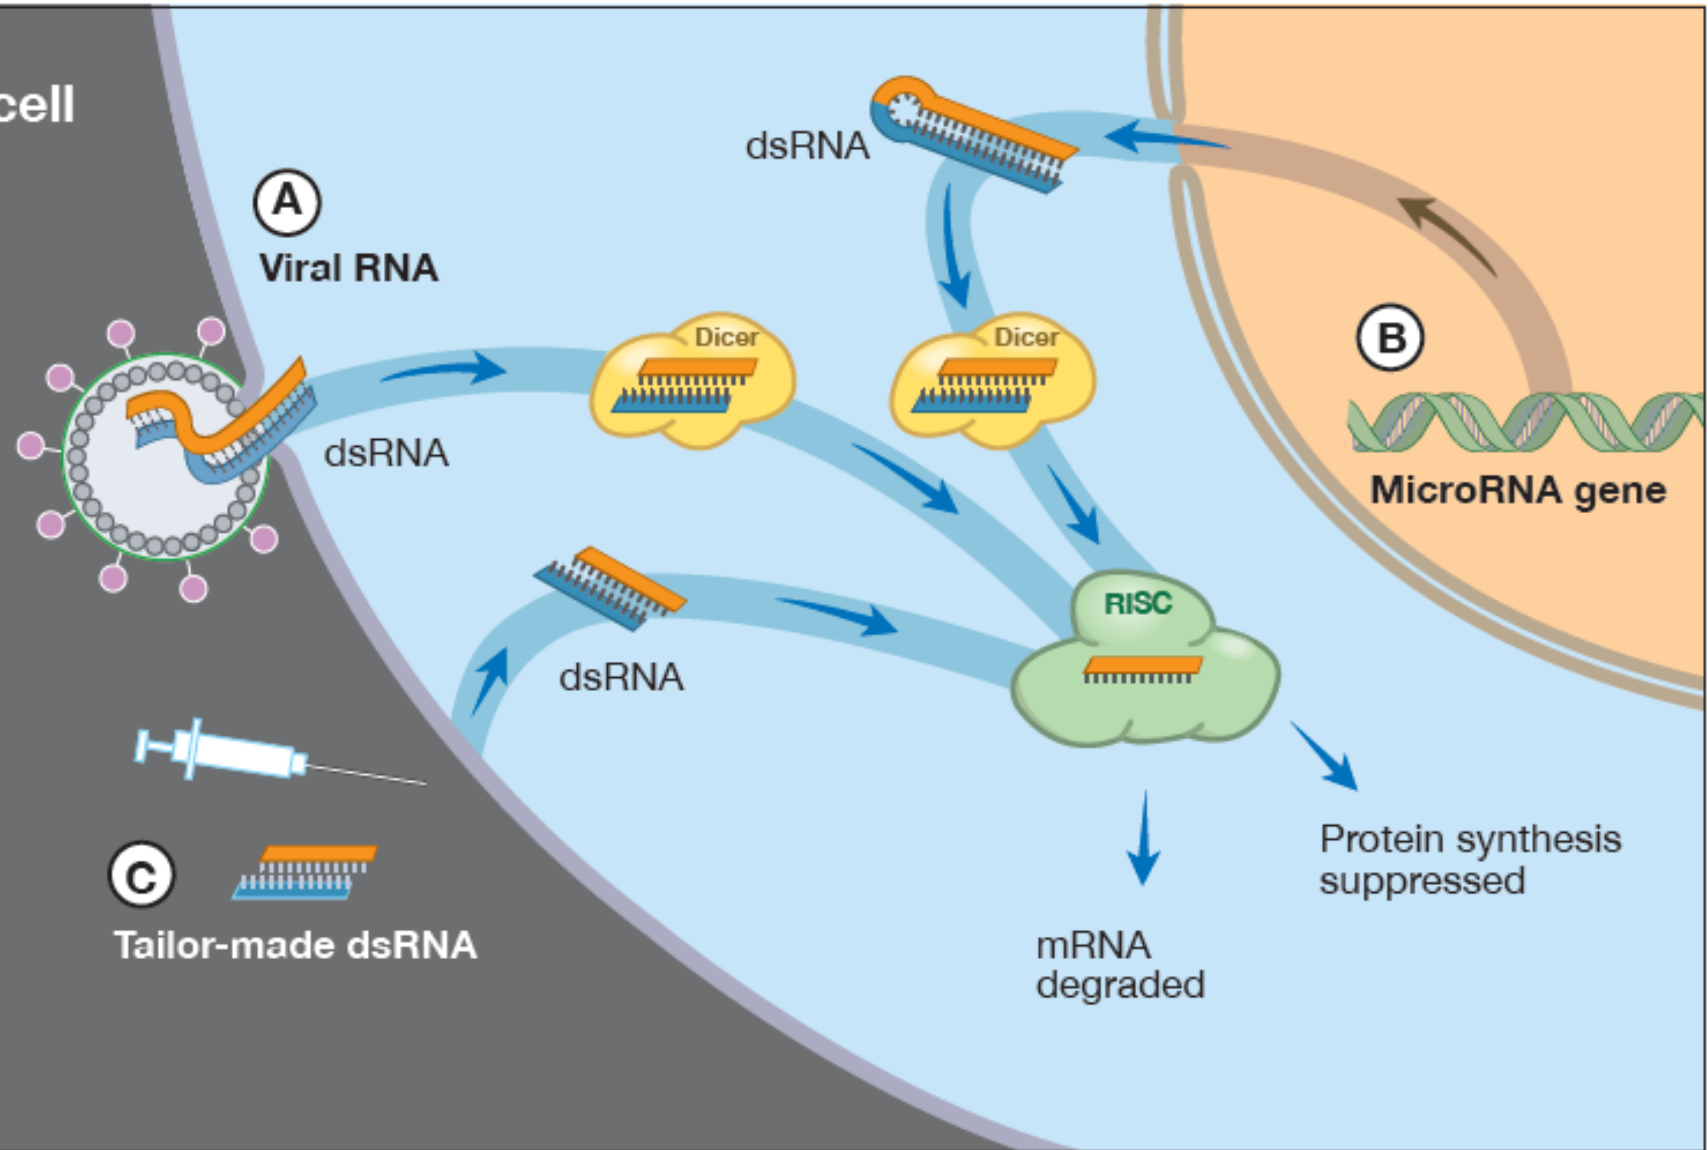 cell
A
Viral RNA
dsRNA
dsRNA
Dicer
Dicer
B
MicroRNA gene
RISC
dsRNA
C
Tailor-made dsRNA
mRNA
degraded
Protein synthesis
suppressed